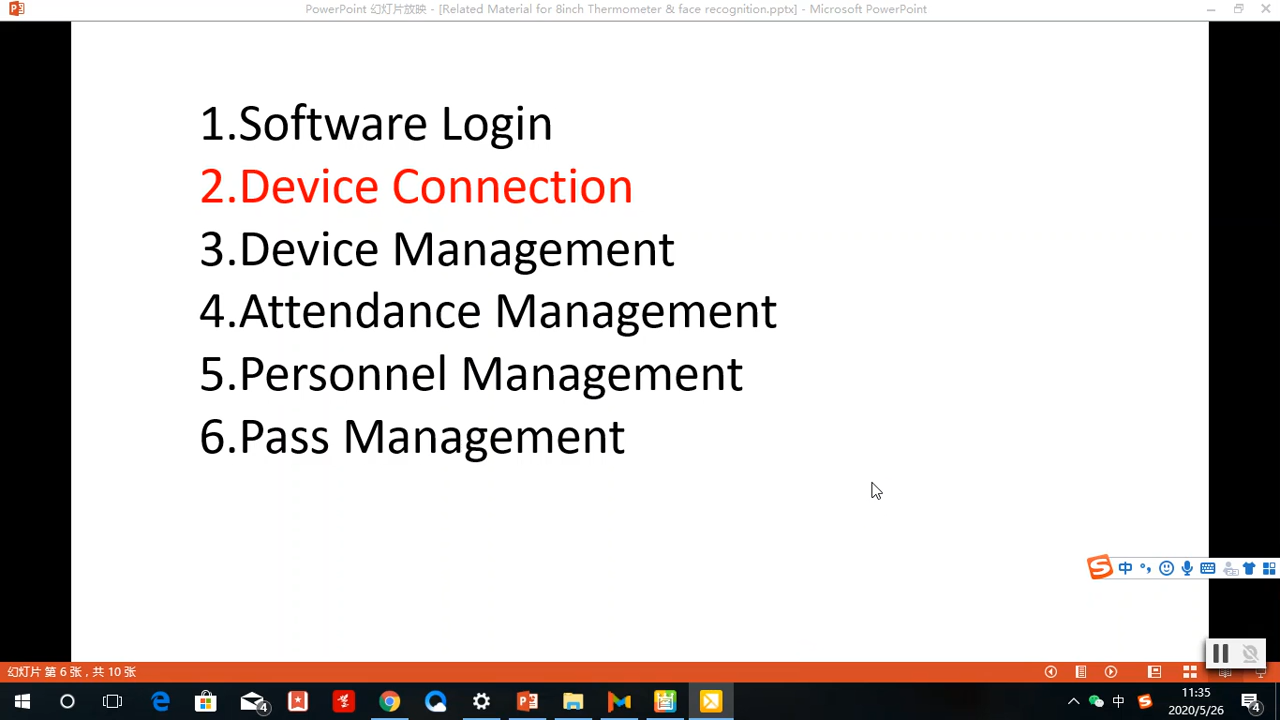 PowerPoint 幻灯片放映 - [Related Material for 8inch Thermometer & face recognition.pptx] - Microsoft PowerPoint
1.Software Login
2.Device Connection
3.Device Management
4.Attendance Management
5.Personnel Management
6.Pass Management
中
幻灯片 第 6 张 , 共 10 张
4
中
11:35
2020/5/26
4